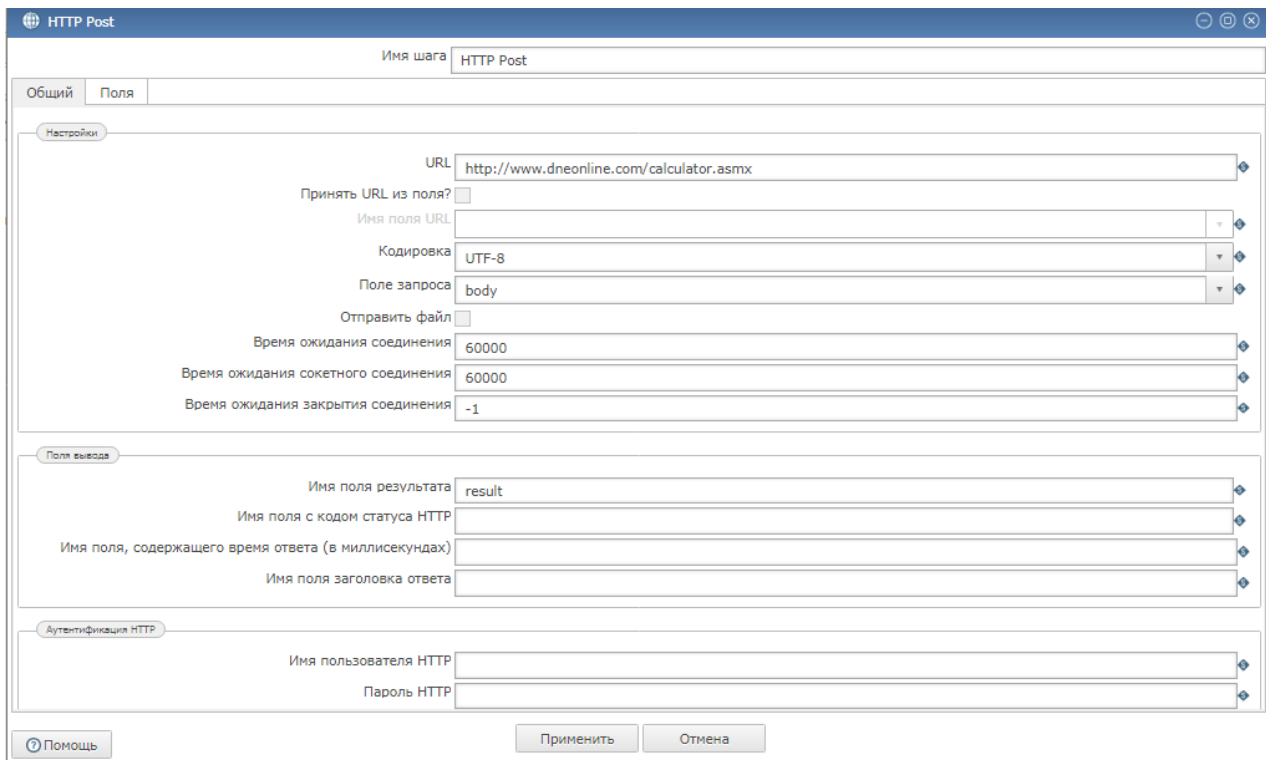 HTTP Post
Имя шага HTTP Post
Общий Поля
Настройки
URL http://www.dneonline.com/calculator.asmx
Принять URL из поля?
Имя поля URL
Кодировка UTF-8
Поле запроса body
Отправить файл
Время ожидания соединения 60000
Время ожидания сокетного соединения 60000
Время ожидания закрытия соединения -1
Поля вывода
Имя поля результата result
Имя поля с кодом статуса HTTP
Имя поля, содержащего время ответа (в миллисекундах)
Имя поля заголовка ответа
Аутентификация HTTP
Имя пользователя HTTP
Пароль HTTP
Помощь Применить Отмена